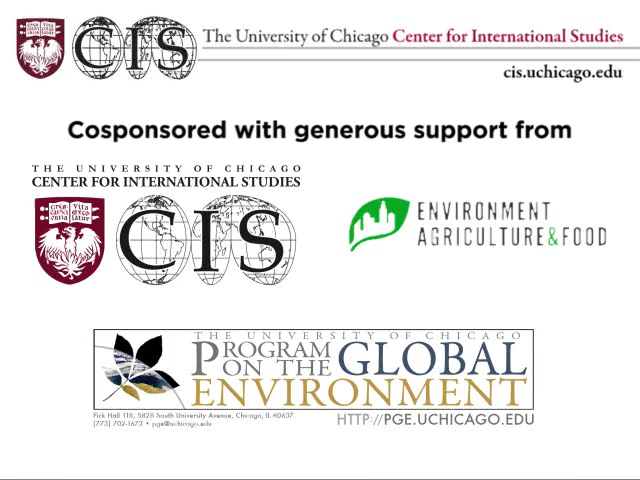 CIS The University of Chicago Center for International Studies
cis.uchicago.edu
Cosponsored with generous support from
THE UNIVERSITY OF CHICAGO
CENTER FOR INTERNATIONAL STUDIES
CIS
ENVIRONMENT
AGRICULTURE&FOOD
THE UNIVERSITY OF CHICAGO
PROGRAM ON THE GLOBAL
ENVIRONMENT
Pick Hall 118, 5828 South University Avenue, Chicago, IL 60637
(773) 702-1673 • pge@uchicago.edu
HTTP://PGE.UCHICAGO.EDU